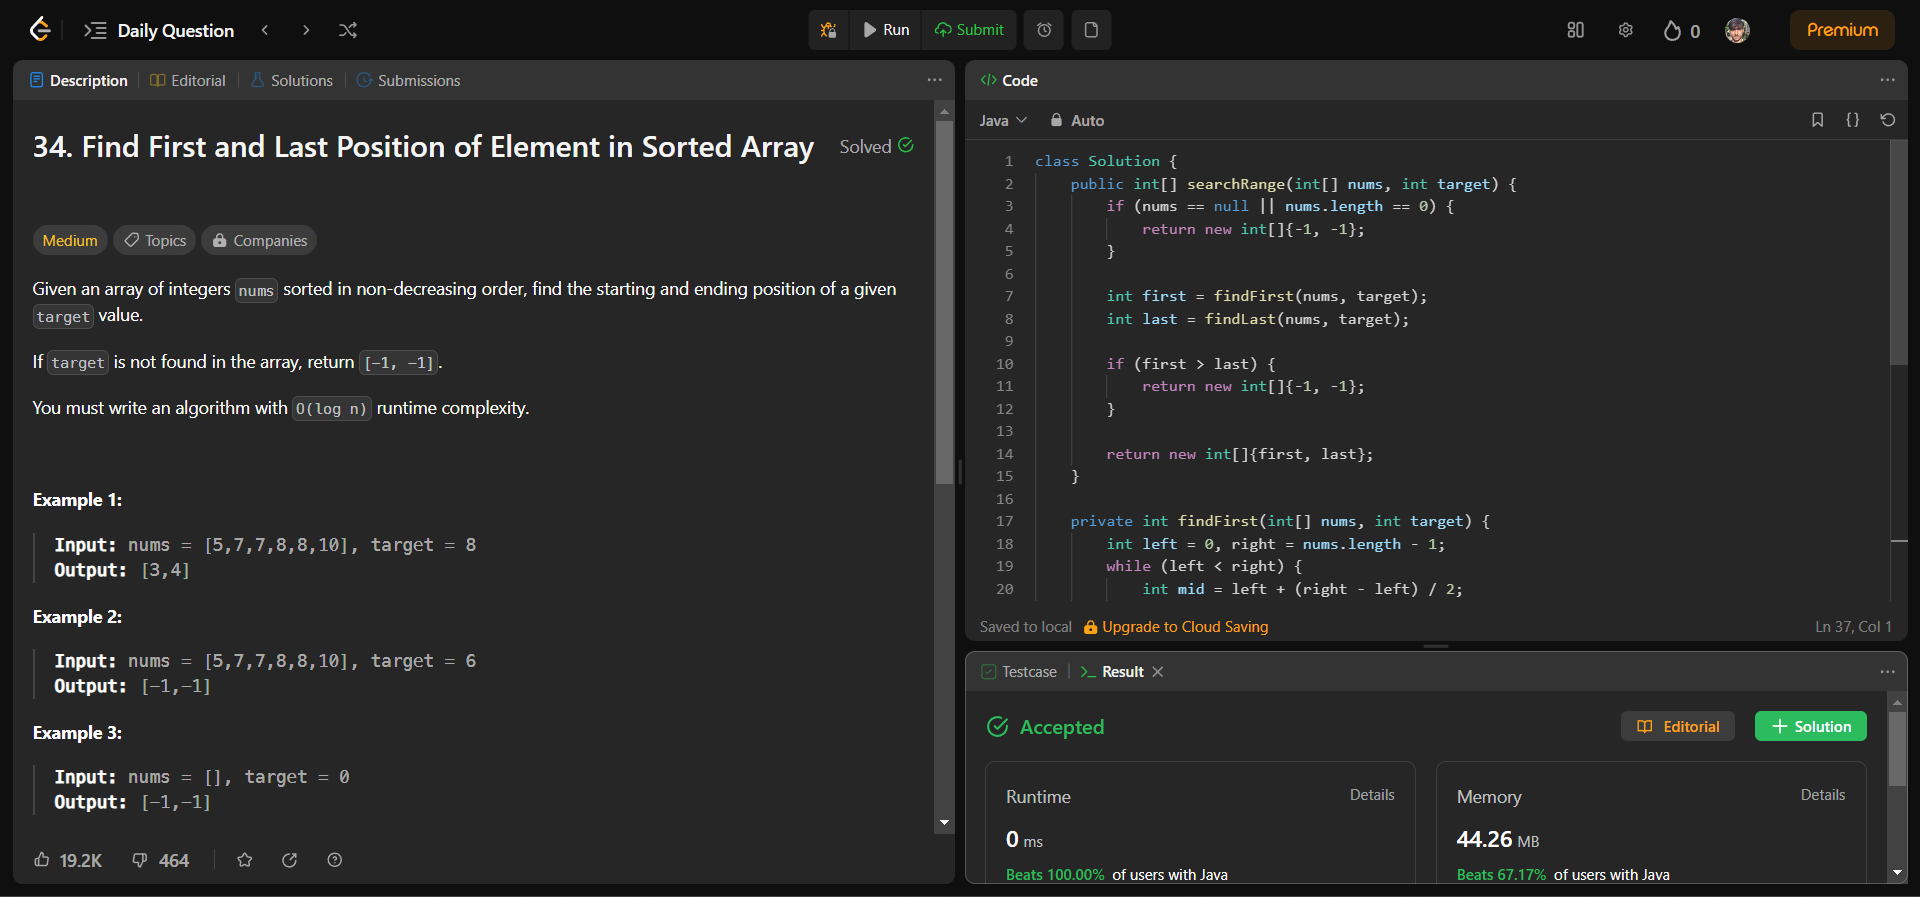 Daily Question
Run
Submit
0
Premium
Description
Editorial
Solutions
Submissions
34. Find First and Last Position of Element in Sorted Array
Solved
Medium
Topics
Companies
Given an array of integers nums sorted in non-decreasing order, find the starting and ending position of a given
target value.
If target is not found in the array, return [-1, -1].
You must write an algorithm with O(log n) runtime complexity.
Example 1:
Input: nums = [5,7,7,8,8,10], target = 8
Output: [3,4]
Example 2:
Input: nums = [5,7,7,8,8,10], target = 6
Output: [-1,-1]
Example 3:
Input: nums = [], target = 0
Output: [-1,-1]
19.2K
464
</> Code
Java
Auto
1 class Solution {
2     public int[] searchRange(int[] nums, int target) {
3         if (nums == null || nums.length == 0) {
4             return new int[]{-1, -1};
5         }
6
7         int first = findFirst(nums, target);
8         int last = findLast(nums, target);
9
10         if (first > last) {
11             return new int[]{-1, -1};
12         }
13
14         return new int[]{first, last};
15     }
16
17     private int findFirst(int[] nums, int target) {
18         int left = 0, right = nums.length - 1;
19         while (left < right) {
20             int mid = left + (right - left) / 2;
Saved to local
Upgrade to Cloud Saving
Ln 37, Col 1
Testcase
Result
Accepted
Editorial
+ Solution
Runtime
Details
0 ms
Beats 100.00% of users with Java
Memory
Details
44.26 MB
Beats 67.17% of users with Java